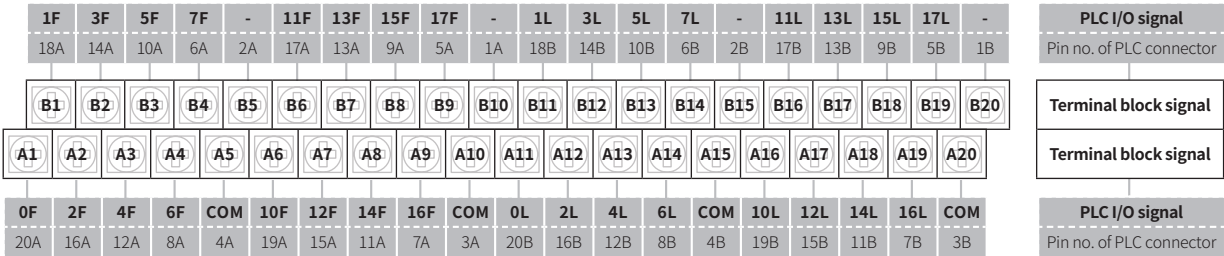 1F 3F 5F 7F - 11F 13F 15F 17F - 1L 3L 5L 7L - 11L 13L 15L 17L - PLC I/O signal
18A 14A 10A 6A 2A 17A 13A 9A 5A 1A 18B 14B 10B 6B 2B 17B 13B 9B 5B 1B Pin no. of PLC connector
B1 B2 B3 B4 B5 B6 B7 B8 B9 B10 B11 B12 B13 B14 B15 B16 B17 B18 B19 B20 Terminal block signal
A1 A2 A3 A4 A5 A6 A7 A8 A9 A10 A11 A12 A13 A14 A15 A16 A17 A18 A19 A20 Terminal block signal
0F 2F 4F 6F COM 10F 12F 14F 16F COM 0L 2L 4L 6L COM 10L 12L 14L 16L COM PLC I/O signal
20A 16A 12A 8A 4A 19A 15A 11A 7A 3A 20B 16B 12B 8B 4B 19B 15B 11B 7B 3B Pin no. of PLC connector